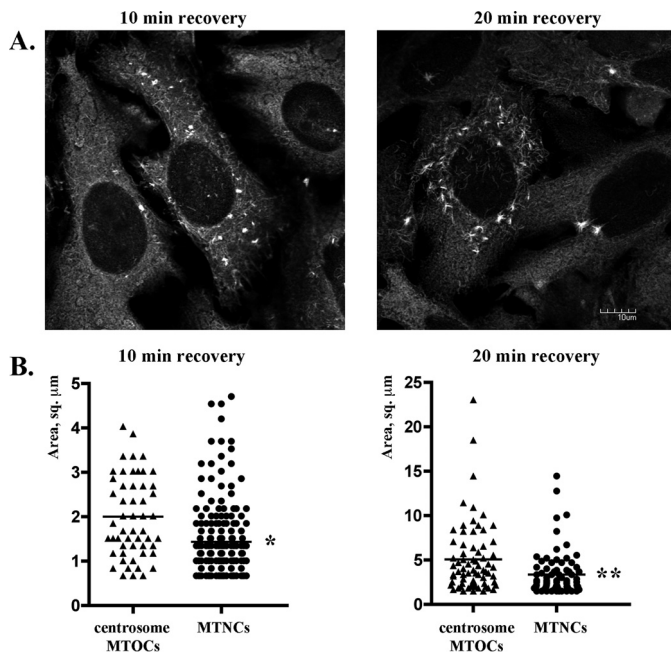 10 min recovery
20 min recovery
A.
10um
10 min recovery
20 min recovery
B.
Area, sq. μm
5
4
3
2
1
0
*
centrosome
MTOCs
MTNCs
Area, sq. μm
25
20
15
10
5
0
**
centrosome
MTOCs
MTNCs